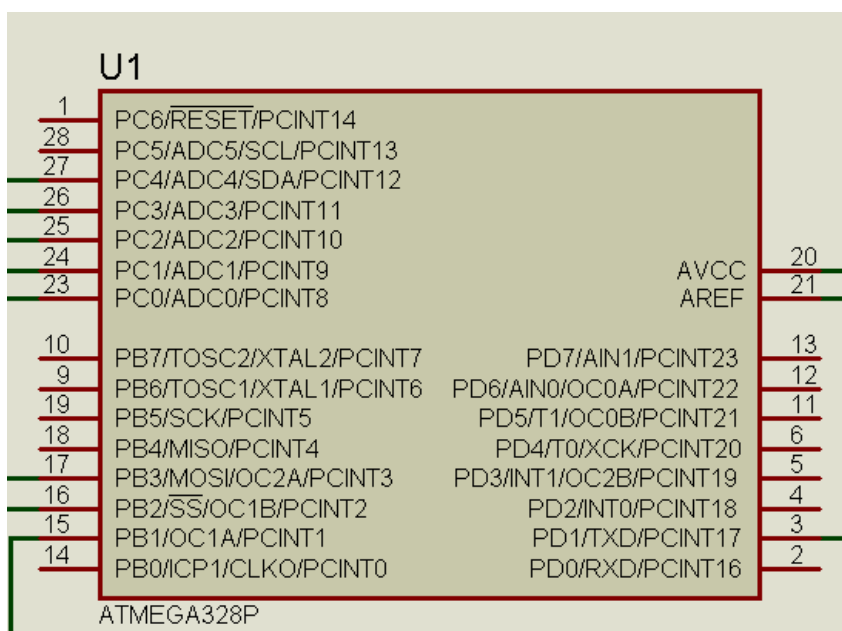 U1
1 PC6/RESET/PCINT14
28 PC5/ADC5/SCL/PCINT13
27 PC4/ADC4/SDA/PCINT12
26 PC3/ADC3/PCINT11
25 PC2/ADC2/PCINT10
24 PC1/ADC1/PCINT9 AVCC 20
23 PC0/ADC0/PCINT8 AREF 21
10 PB7/TOSC2/XTAL2/PCINT7 PD7/AIN1/PCINT23 13
9 PB6/TOSC1/XTAL1/PCINT6 PD6/AIN0/OC0A/PCINT22 12
19 PB5/SCK/PCINT5 PD5/T1/OC0B/PCINT21 11
18 PB4/MISO/PCINT4 PD4/T0/XCK/PCINT20 6
17 PB3/MOSI/OC2A/PCINT3 PD3/INT1/OC2B/PCINT19 5
16 PB2/SS/OC1B/PCINT2 PD2/INT0/PCINT18 4
15 PB1/OC1A/PCINT1 PD1/TXD/PCINT17 3
14 PB0/ICP1/CLKO/PCINT0 PD0/RXD/PCINT16 2
ATMEGA328P